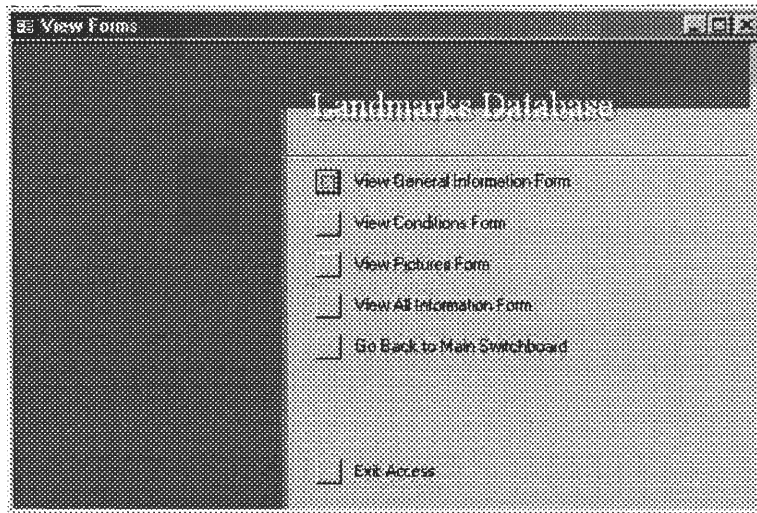 View Forms
Landmarks Database
View General Information Form
View Conditions Form
View Pictures Form
View All Information Form
Go Back to Main Switchboard
Exit Access